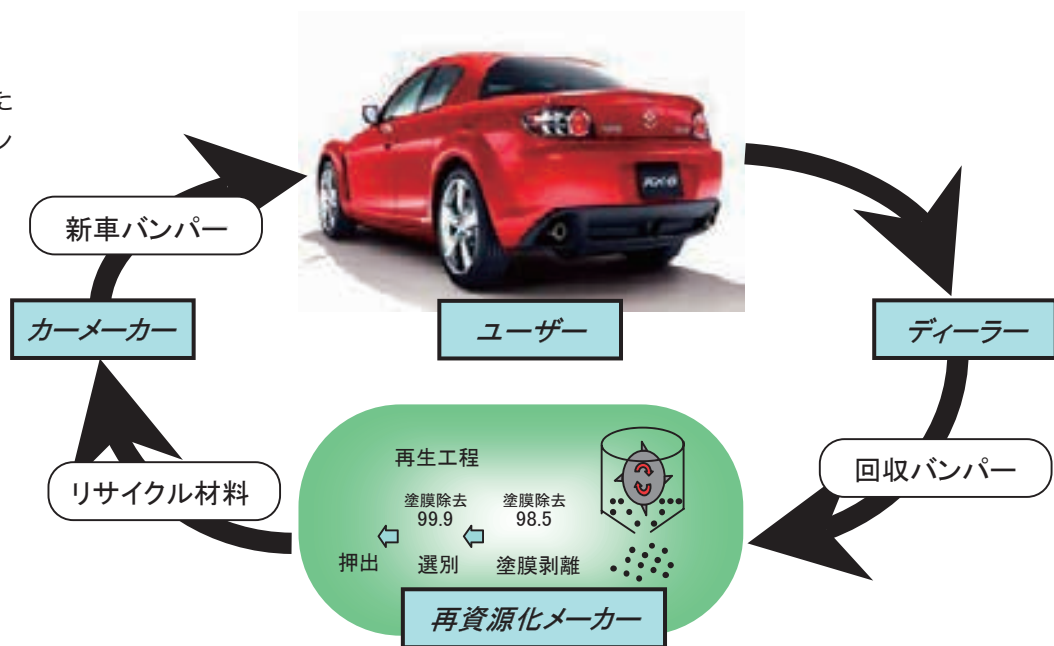 た
新車バンパー
カーメーカー
ユーザー
ディーラー
回収バンパー
リサイクル材料
再生工程
塗膜除去 塗膜除去
99.9 98.5
押出 選別 塗膜剥離
再資源化メーカー